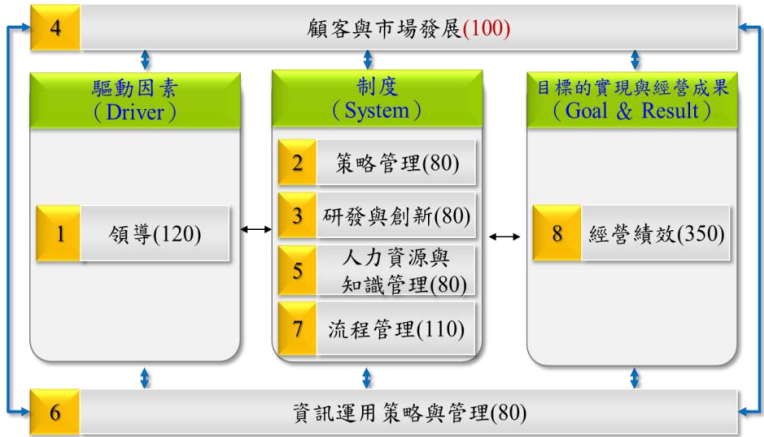 4 顧客與市場發展(100)
驅動因素
(Driver)
1 領導(120)
制度
(System)
2 策略管理(80)
3 研發與創新(80)
5 人力資源與
知識管理(80)
7 流程管理(110)
目標的實現與經營成果
(Goal & Result)
8 經營績效(350)
6 資訊運用策略與管理(80)